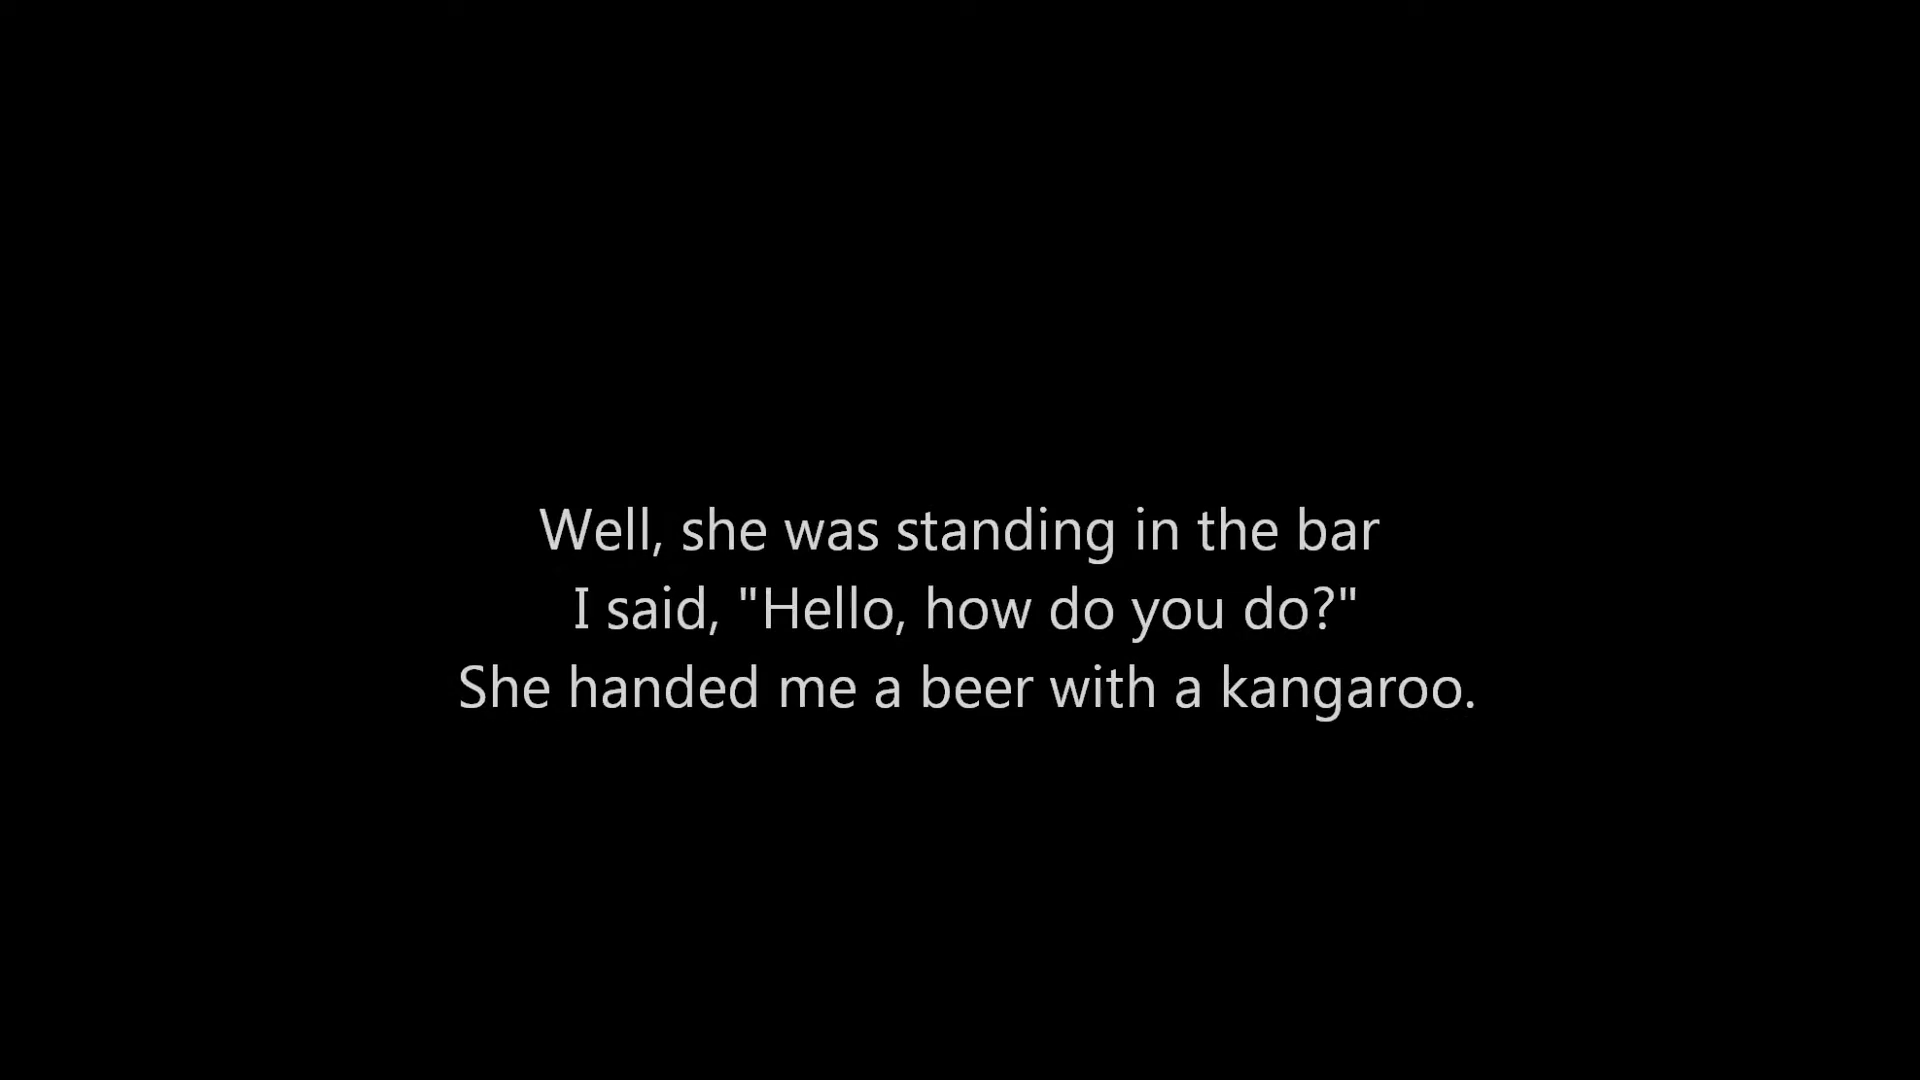 Well, she was standing in the bar
I said, "Hello, how do you do?"
She handed me a beer with a kangaroo.